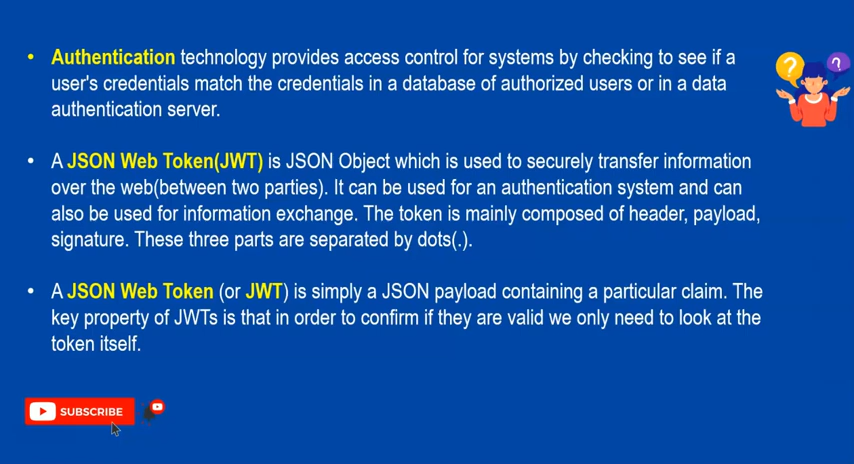 • Authentication technology provides access control for systems by checking to see if a
user's credentials match the credentials in a database of authorized users or in a data
authentication server.
• A JSON Web Token(JWT) is JSON Object which is used to securely transfer information
over the web(between two parties). It can be used for an authentication system and can
also be used for information exchange. The token is mainly composed of header, payload,
signature. These three parts are separated by dots(.).
• A JSON Web Token (or JWT) is simply a JSON payload containing a particular claim. The
key property of JWTs is that in order to confirm if they are valid we only need to look at the
token itself.
SUBSCRIBE